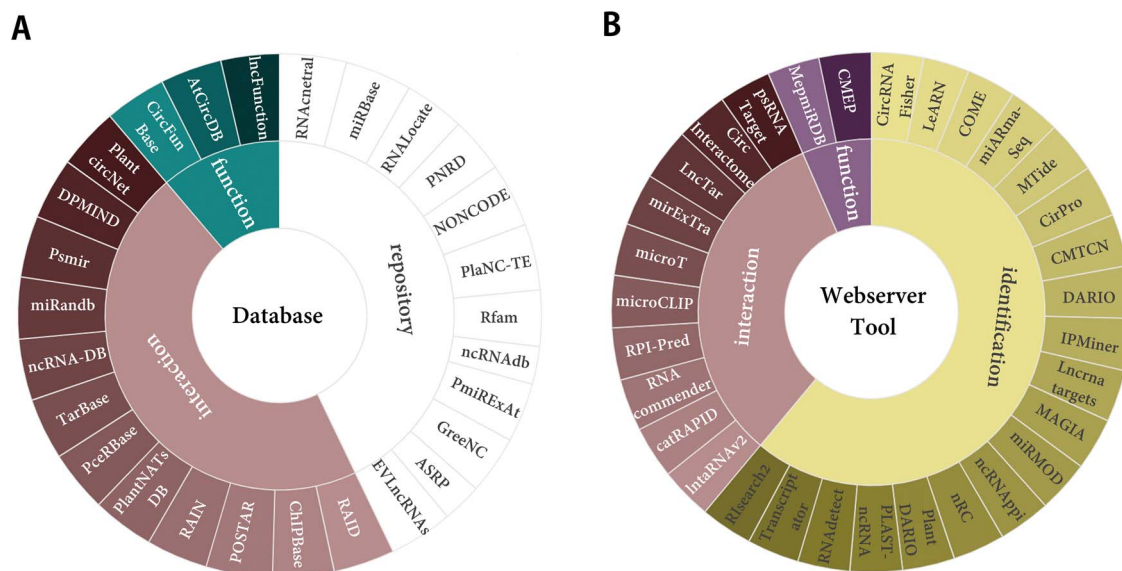 A
Database
repository
RNAcnetral
miRBase
RNALocate
PNRD
NONCODE
PlaNC-TE
Rfam
ncRNAdb
PmiRExAt
GreeNC
ASRP
EVLncRNAs
interaction
RAID
ChIPBase
POSTAR
RAIN
PlantNATs
DB
PceRBase
TarBase
ncRNA-DB
miRandb
Psmir
DPMIND
Plant
circNet
function
CircFun
Base
AtCircDB
lncFunction
B
Webserver
Tool
identification
CircRNA
Fisher
LeARN
COME
miARma-
Seq
MTide
CirPro
CMTCN
DARIO
IPMiner
Lncrna
targets
MAGIA
miRMOD
ncRNAppi
nRC
Plant
DARIO
PLAST-
ncRNA
RNAdetect
Transcript
ator
RIsearch2
interaction
IntaRNAv2
catRAPID
RNA
commender
RPI-Pred
microCLIP
microT
mirExTra
LncTar
Circ
Interactome
psRNA
Target
function
MepmiRDB
CMEP